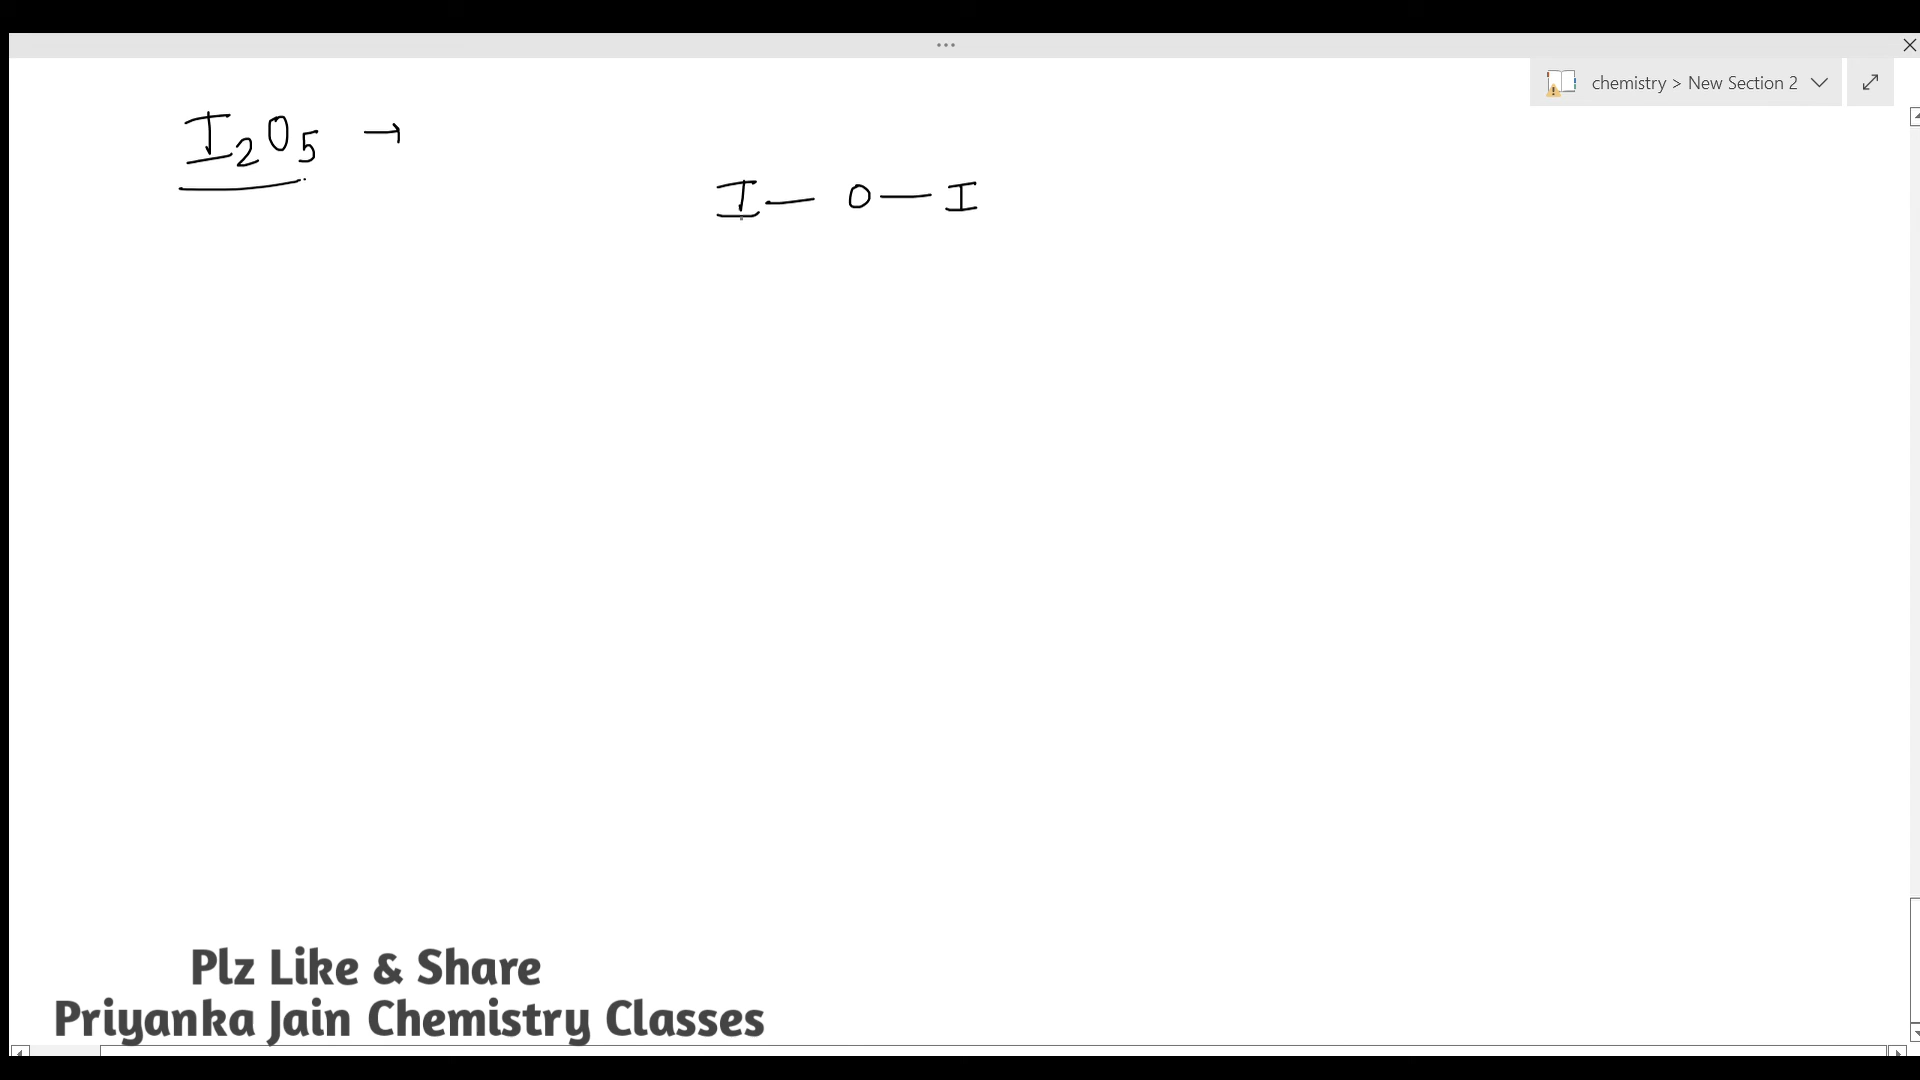 chemistry > New Section 2
I₂O₅ →
I — O — I
Plz Like & Share
Priyanka Jain Chemistry Classes